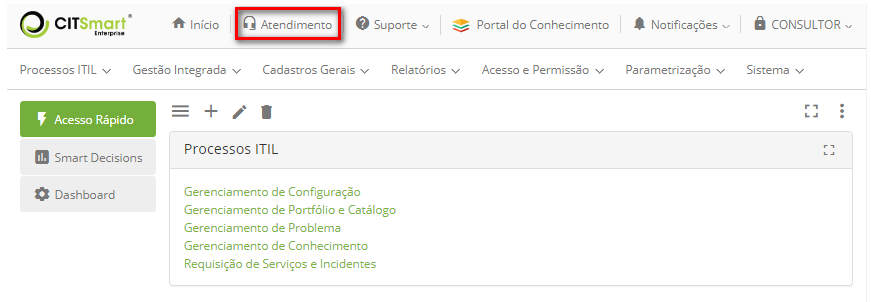 CITSmart® Enterprise Início Atendimento Suporte Portal do Conhecimento Notificações CONSULTOR
Processos ITIL Gestão Integrada Cadastros Gerais Relatórios Acesso e Permissão Parametrização Sistema
Acesso Rápido
Smart Decisions
Dashboard
Processos ITIL
Gerenciamento de Configuração
Gerenciamento de Portfólio e Catálogo
Gerenciamento de Problema
Gerenciamento de Conhecimento
Requisição de Serviços e Incidentes